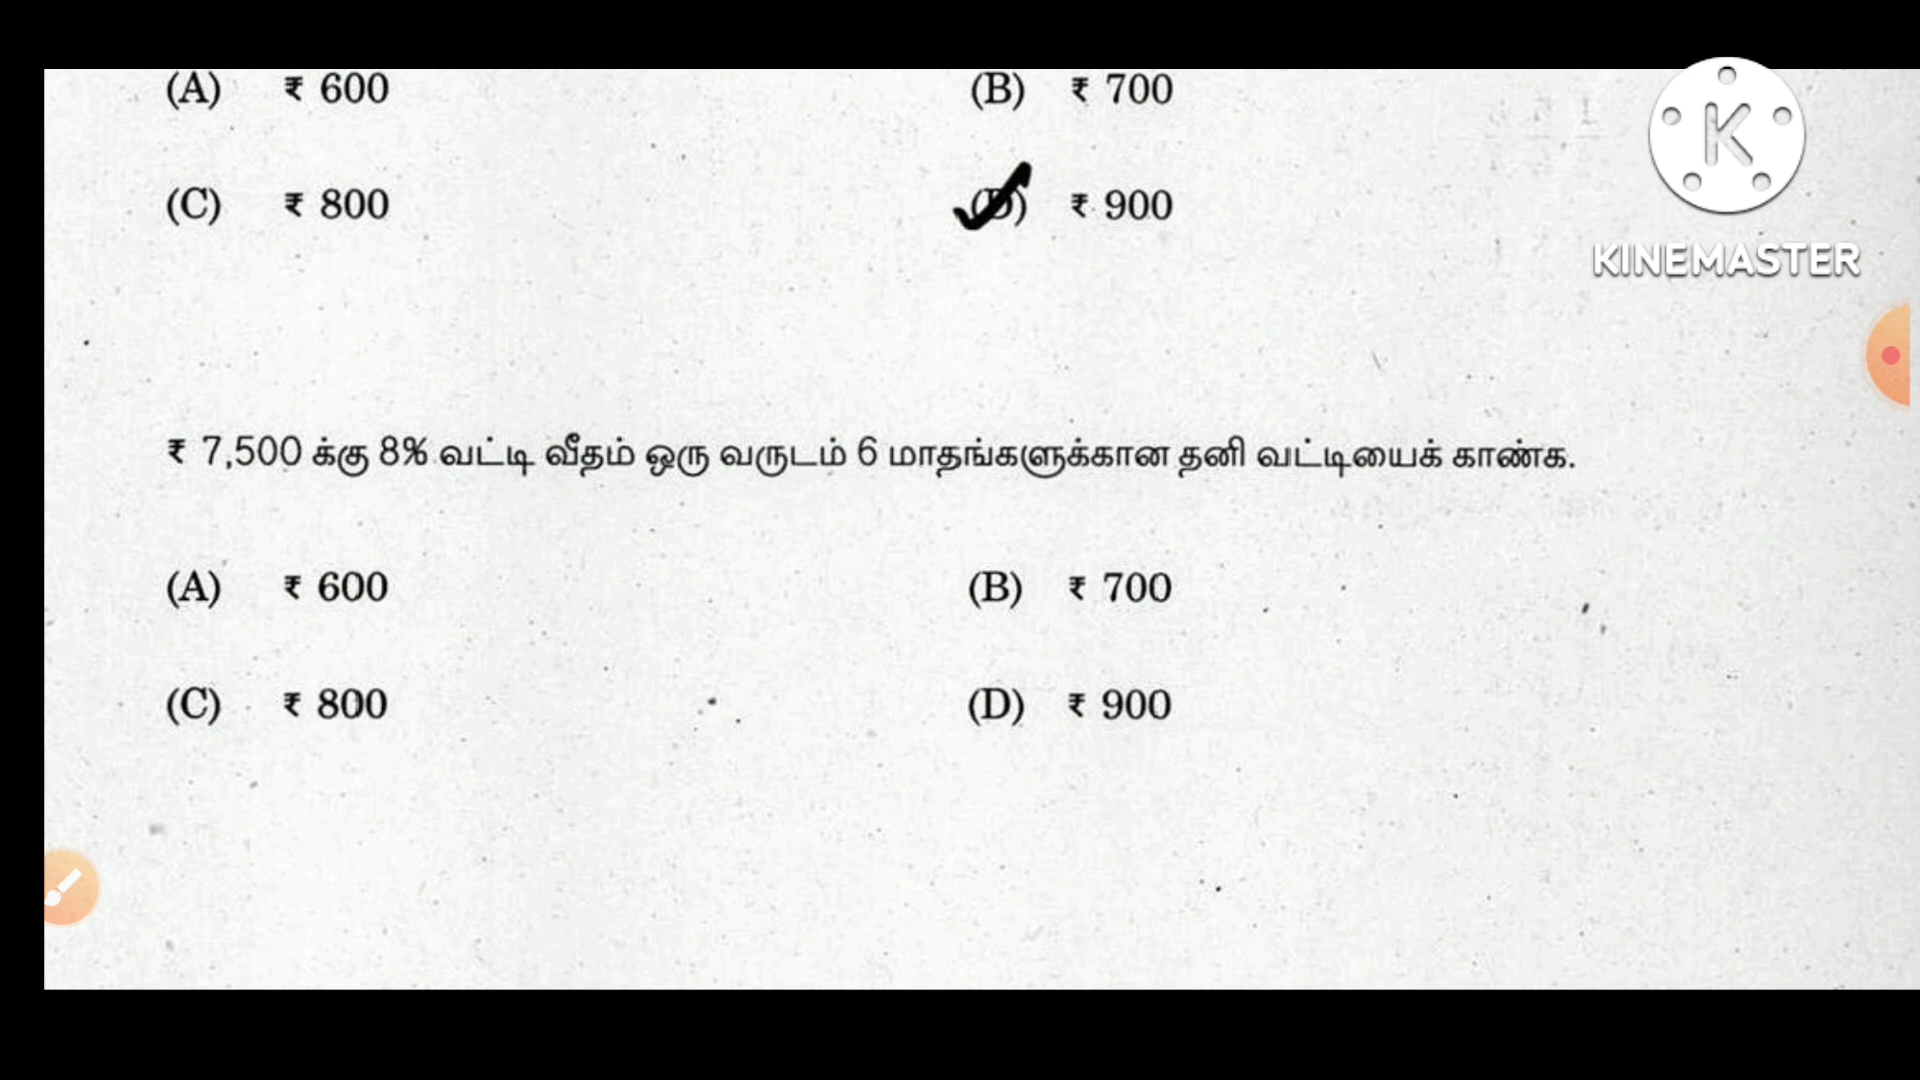 (A) ₹ 600 (B) ₹ 700
(C) ₹ 800 (D) ₹ 900
K
KINEMASTER
₹ 7,500 க்கு 8% வட்டி வீதம் ஒரு வருடம் 6 மாதங்களுக்கான தனி வட்டியைக் காண்க.
(A) ₹ 600 (B) ₹ 700
(C) ₹ 800 (D) ₹ 900